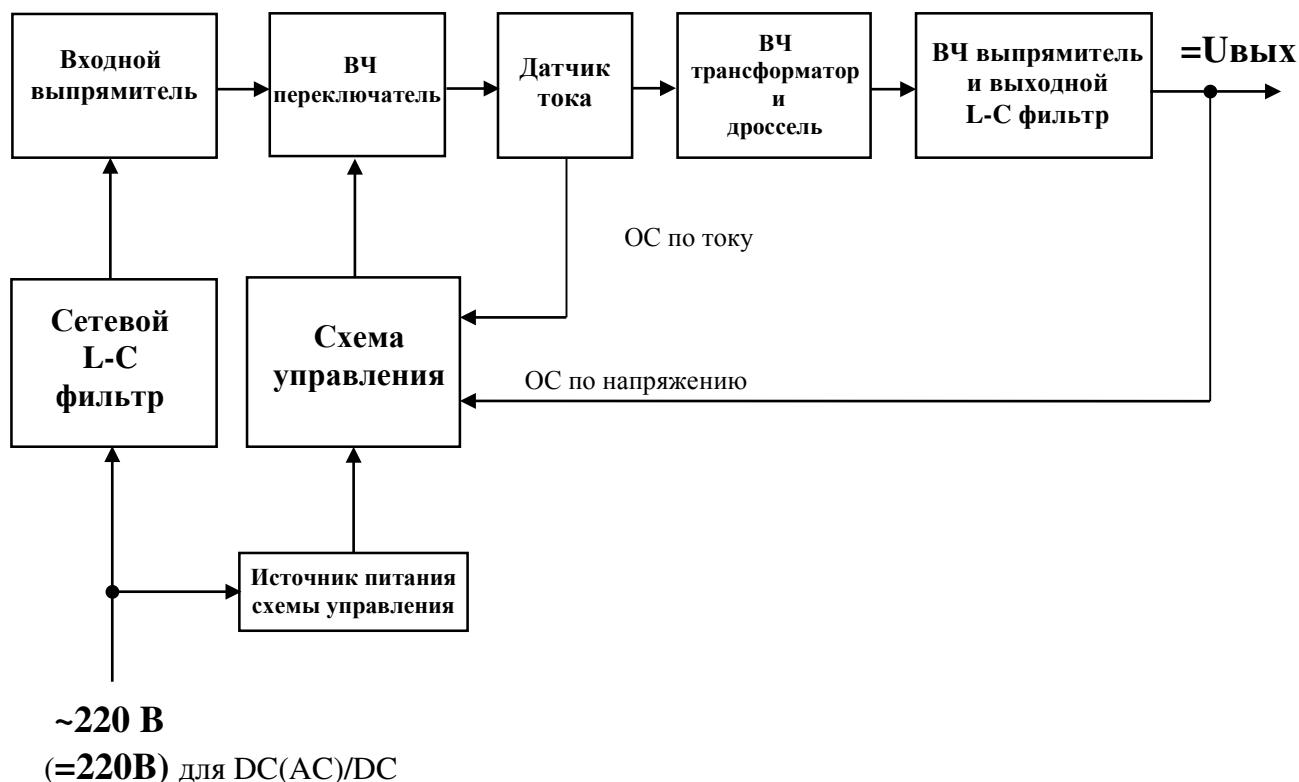 Входной
выпрямитель
ВЧ
переключатель
Датчик
тока
ВЧ
трансформатор
и
дроссель
ВЧ выпрямитель
и выходной
L-C фильтр
=Uвых
ОС по току
Сетевой
L-C
фильтр
Схема
управления
ОС по напряжению
Источник питания
схемы управления
~220 В
(=220В) для DC(AC)/DC